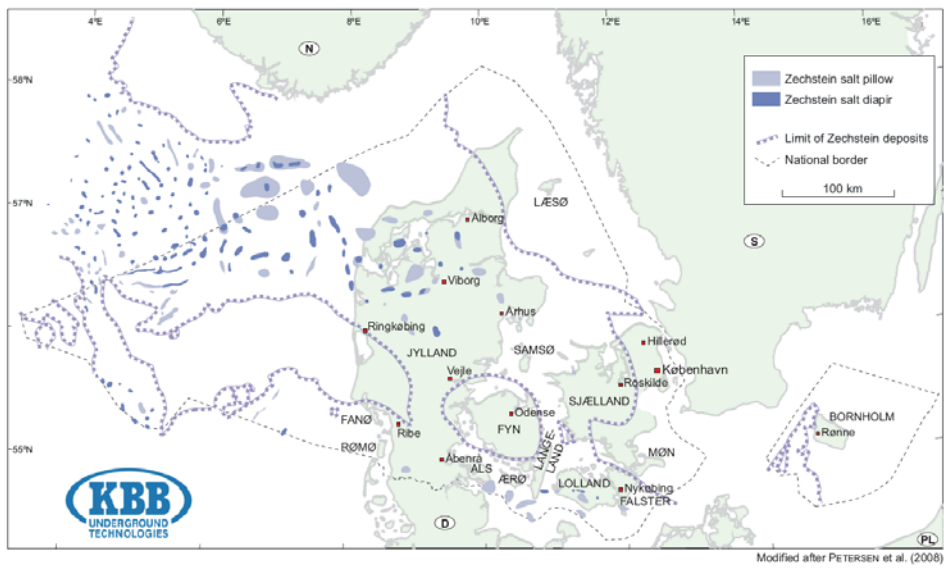 4°E 6°E 8°E 10°E 12°E 14°E 16°E
N
58°N
Zechstein salt pillow
Zechstein salt diapir
Limit of Zechstein deposits
National border
100 km
57°N
LÆSØ
Ålborg
S
Viborg
Århus
Ringkøbing
Hillerød
JYLLAND
SAMSØ
København
Vejle
Roskilde
SJÆLLAND
Odense
FANØ
FYN
BORNHOLM
Rønne
Ribe
RØMØ
LANGE-
LAND
MØN
55°N
Åbenrå
ALS
ÆRØ
LOLLAND
Nykøbing
FALSTER
KBB
UNDERGROUND
TECHNOLOGIES
D
PL
Modified after PETERSEN et al. (2008)